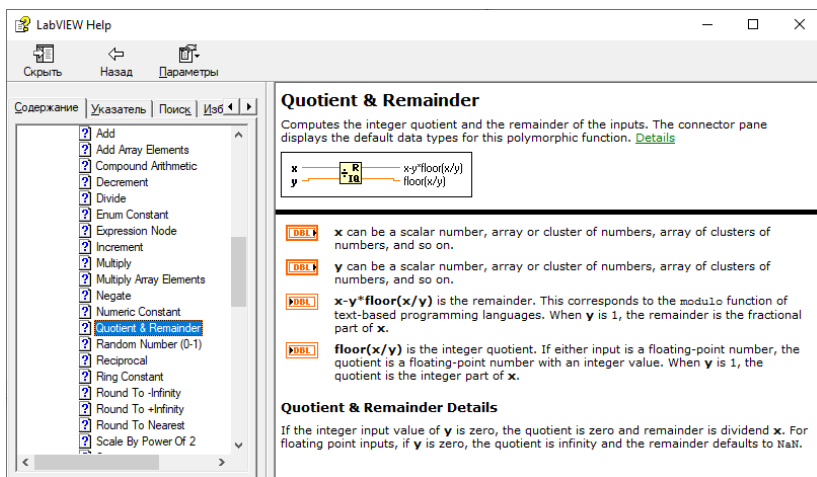 LabVIEW Help
Скрыть
Назад
Параметры
Содержание
Указатель
Поиск
Изб
Add
Add Array Elements
Compound Arithmetic
Decrement
Divide
Enum Constant
Expression Node
Increment
Multiply
Multiply Array Elements
Negate
Numeric Constant
Quotient & Remainder
Random Number (0-1)
Reciprocal
Ring Constant
Round To -Infinity
Round To +Infinity
Round To Nearest
Scale By Power Of 2
Quotient & Remainder
Computes the integer quotient and the remainder of the inputs. The connector pane
displays the default data types for this polymorphic function. Details
x R x-y*floor(x/y)
y ÷ IQ floor(x/y)
DBL x can be a scalar number, array or cluster of numbers, array of clusters of
numbers, and so on.
DBL y can be a scalar number, array or cluster of numbers, array of clusters of
numbers, and so on.
DBL x-y*floor(x/y) is the remainder. This corresponds to the modulo function of
text-based programming languages. When y is 1, the remainder is the fractional
part of x.
DBL floor(x/y) is the integer quotient. If either input is a floating-point number, the
quotient is a floating-point number with an integer value. When y is 1, the
quotient is the integer part of x.
Quotient & Remainder Details
If the integer input value of y is zero, the quotient is zero and remainder is dividend x. For
floating point inputs, if y is zero, the quotient is infinity and the remainder defaults to NaN.